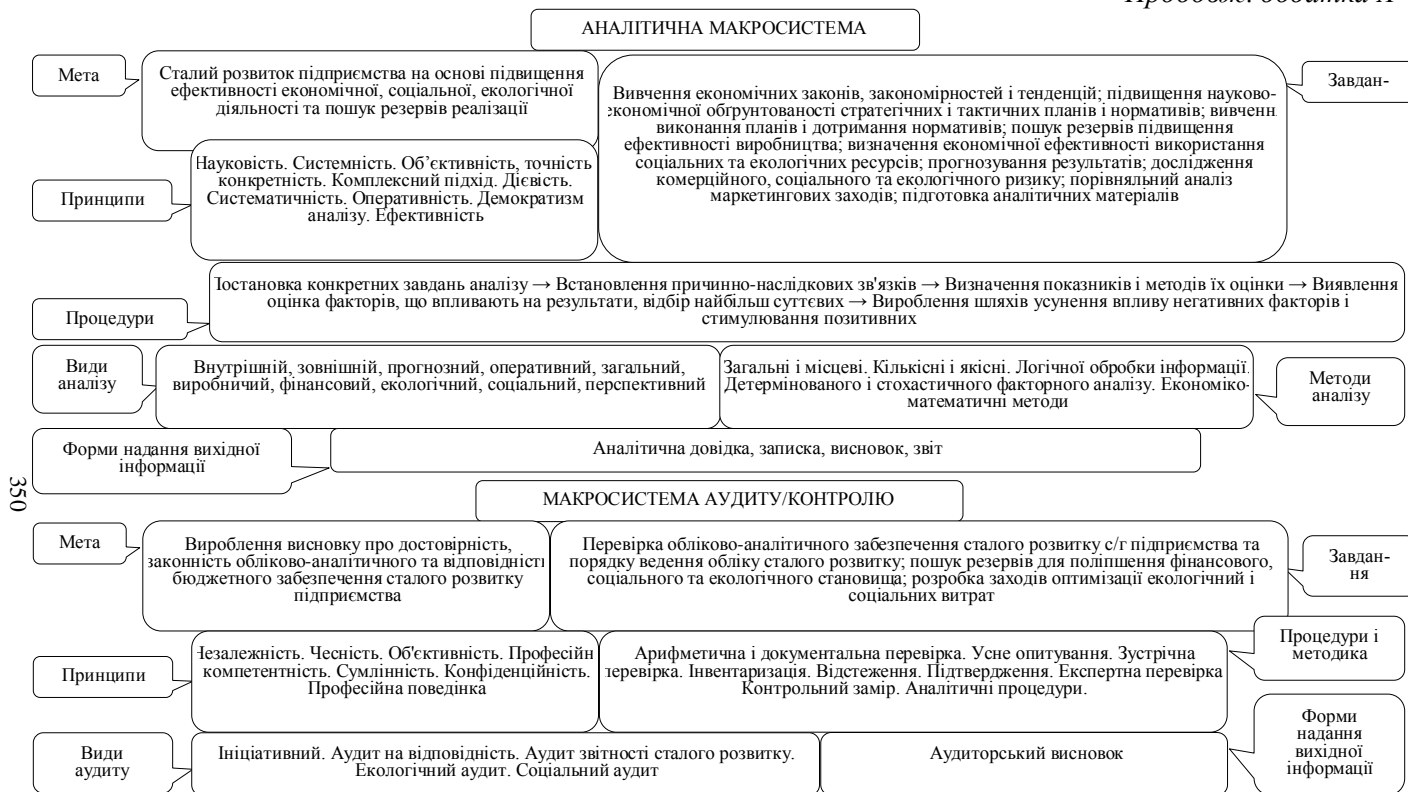 АНАЛІТИЧНА МАКРОСИСТЕМА
Мета
Сталий розвиток підприємства на основі підвищення
ефективності економічної, соціальної, екологічної
діяльності та пошук резервів реалізації
Вивчення економічних законів, закономірностей і тенденцій; підвищення науково-
економічної обґрунтованості стратегічних і тактичних планів і нормативів; вивченн
виконання планів і дотримання нормативів; пошук резервів підвищення
ефективності виробництва; визначення економічної ефективності використання
соціальних та екологічних ресурсів; прогнозування результатів; дослідження
комерційного, соціального та екологічного ризику; порівняльний аналіз
маркетингових заходів; підготовка аналітичних матеріалів
Завдан-
Принципи
Науковість. Системність. Об’єктивність, точність
конкретність. Комплексний підхід. Дієвість.
Систематичність. Оперативність. Демократизм
аналізу. Ефективність
Процедури
Постановка конкретних завдань аналізу → Встановлення причинно-наслідкових зв'язків → Визначення показників і методів їх оцінки → Виявлення
оцінка факторів, що впливають на результати, відбір найбільш суттєвих → Вироблення шляхів усунення впливу негативних факторів і
стимулювання позитивних
Види
аналізу
Внутрішній, зовнішній, прогнозний, оперативний, загальний,
виробничий, фінансовий, екологічний, соціальний, перспективний
Загальні і місцеві. Кількісні і якісні. Логічної обробки інформації.
Детермінованого і стохастичного факторного аналізу. Економіко-
математичні методи
Методи
аналізу
Форми надання вихідної
інформації
Аналітична довідка, записка, висновок, звіт
350
МАКРОСИСТЕМА АУДИТУ/КОНТРОЛЮ
Мета
Вироблення висновку про достовірність,
законність обліково-аналітичного та відповідність
бюджетного забезпечення сталого розвитку
підприємства
Перевірка обліково-аналітичного забезпечення сталого розвитку с/г підприємства та
порядку ведення обліку сталого розвитку; пошук резервів для поліпшення фінансового,
соціального та екологічного становища; розробка заходів оптимізації екологічний і
соціальних витрат
Завдан-
ня
Принципи
Незалежність. Чесність. Об'єктивність. Професійн
компетентність. Сумлінність. Конфіденційність.
Професійна поведінка
Арифметична і документальна перевірка. Усне опитування. Зустрічна
перевірка. Інвентаризація. Відстеження. Підтвердження. Експертна перевірка
Контрольний замір. Аналітичні процедури.
Процедури і
методика
Види
аудиту
Ініціативний. Аудит на відповідність. Аудит звітності сталого розвитку.
Екологічний аудит. Соціальний аудит
Аудиторський висновок
Форми
надання
вихідної
інформації